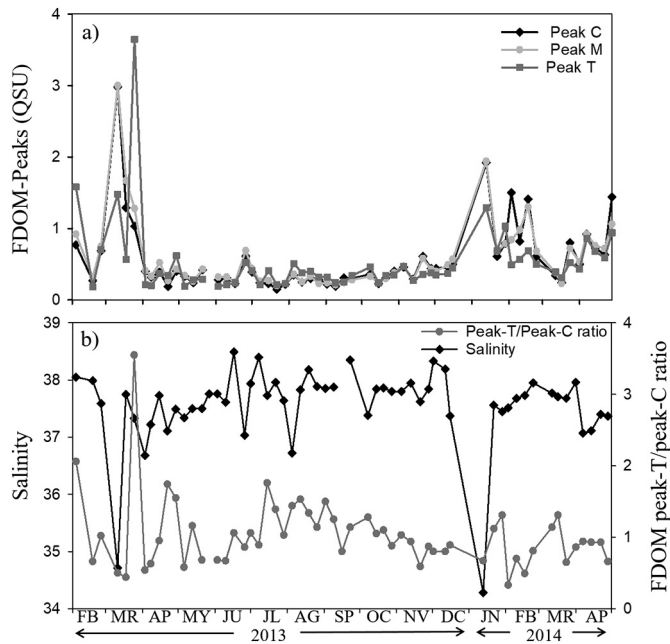 a)
4
3
2
1
0
FDOM-Peaks (QSU)
Peak C
Peak M
Peak T
b)
39
38
37
36
35
34
Salinity
Peak-T/Peak-C ratio
Salinity
4
3
2
1
0
FDOM peak-T/peak-C ratio
FB MR AP MY JU JL AG SP OC NV DC JN FB MR AP
2013 2014